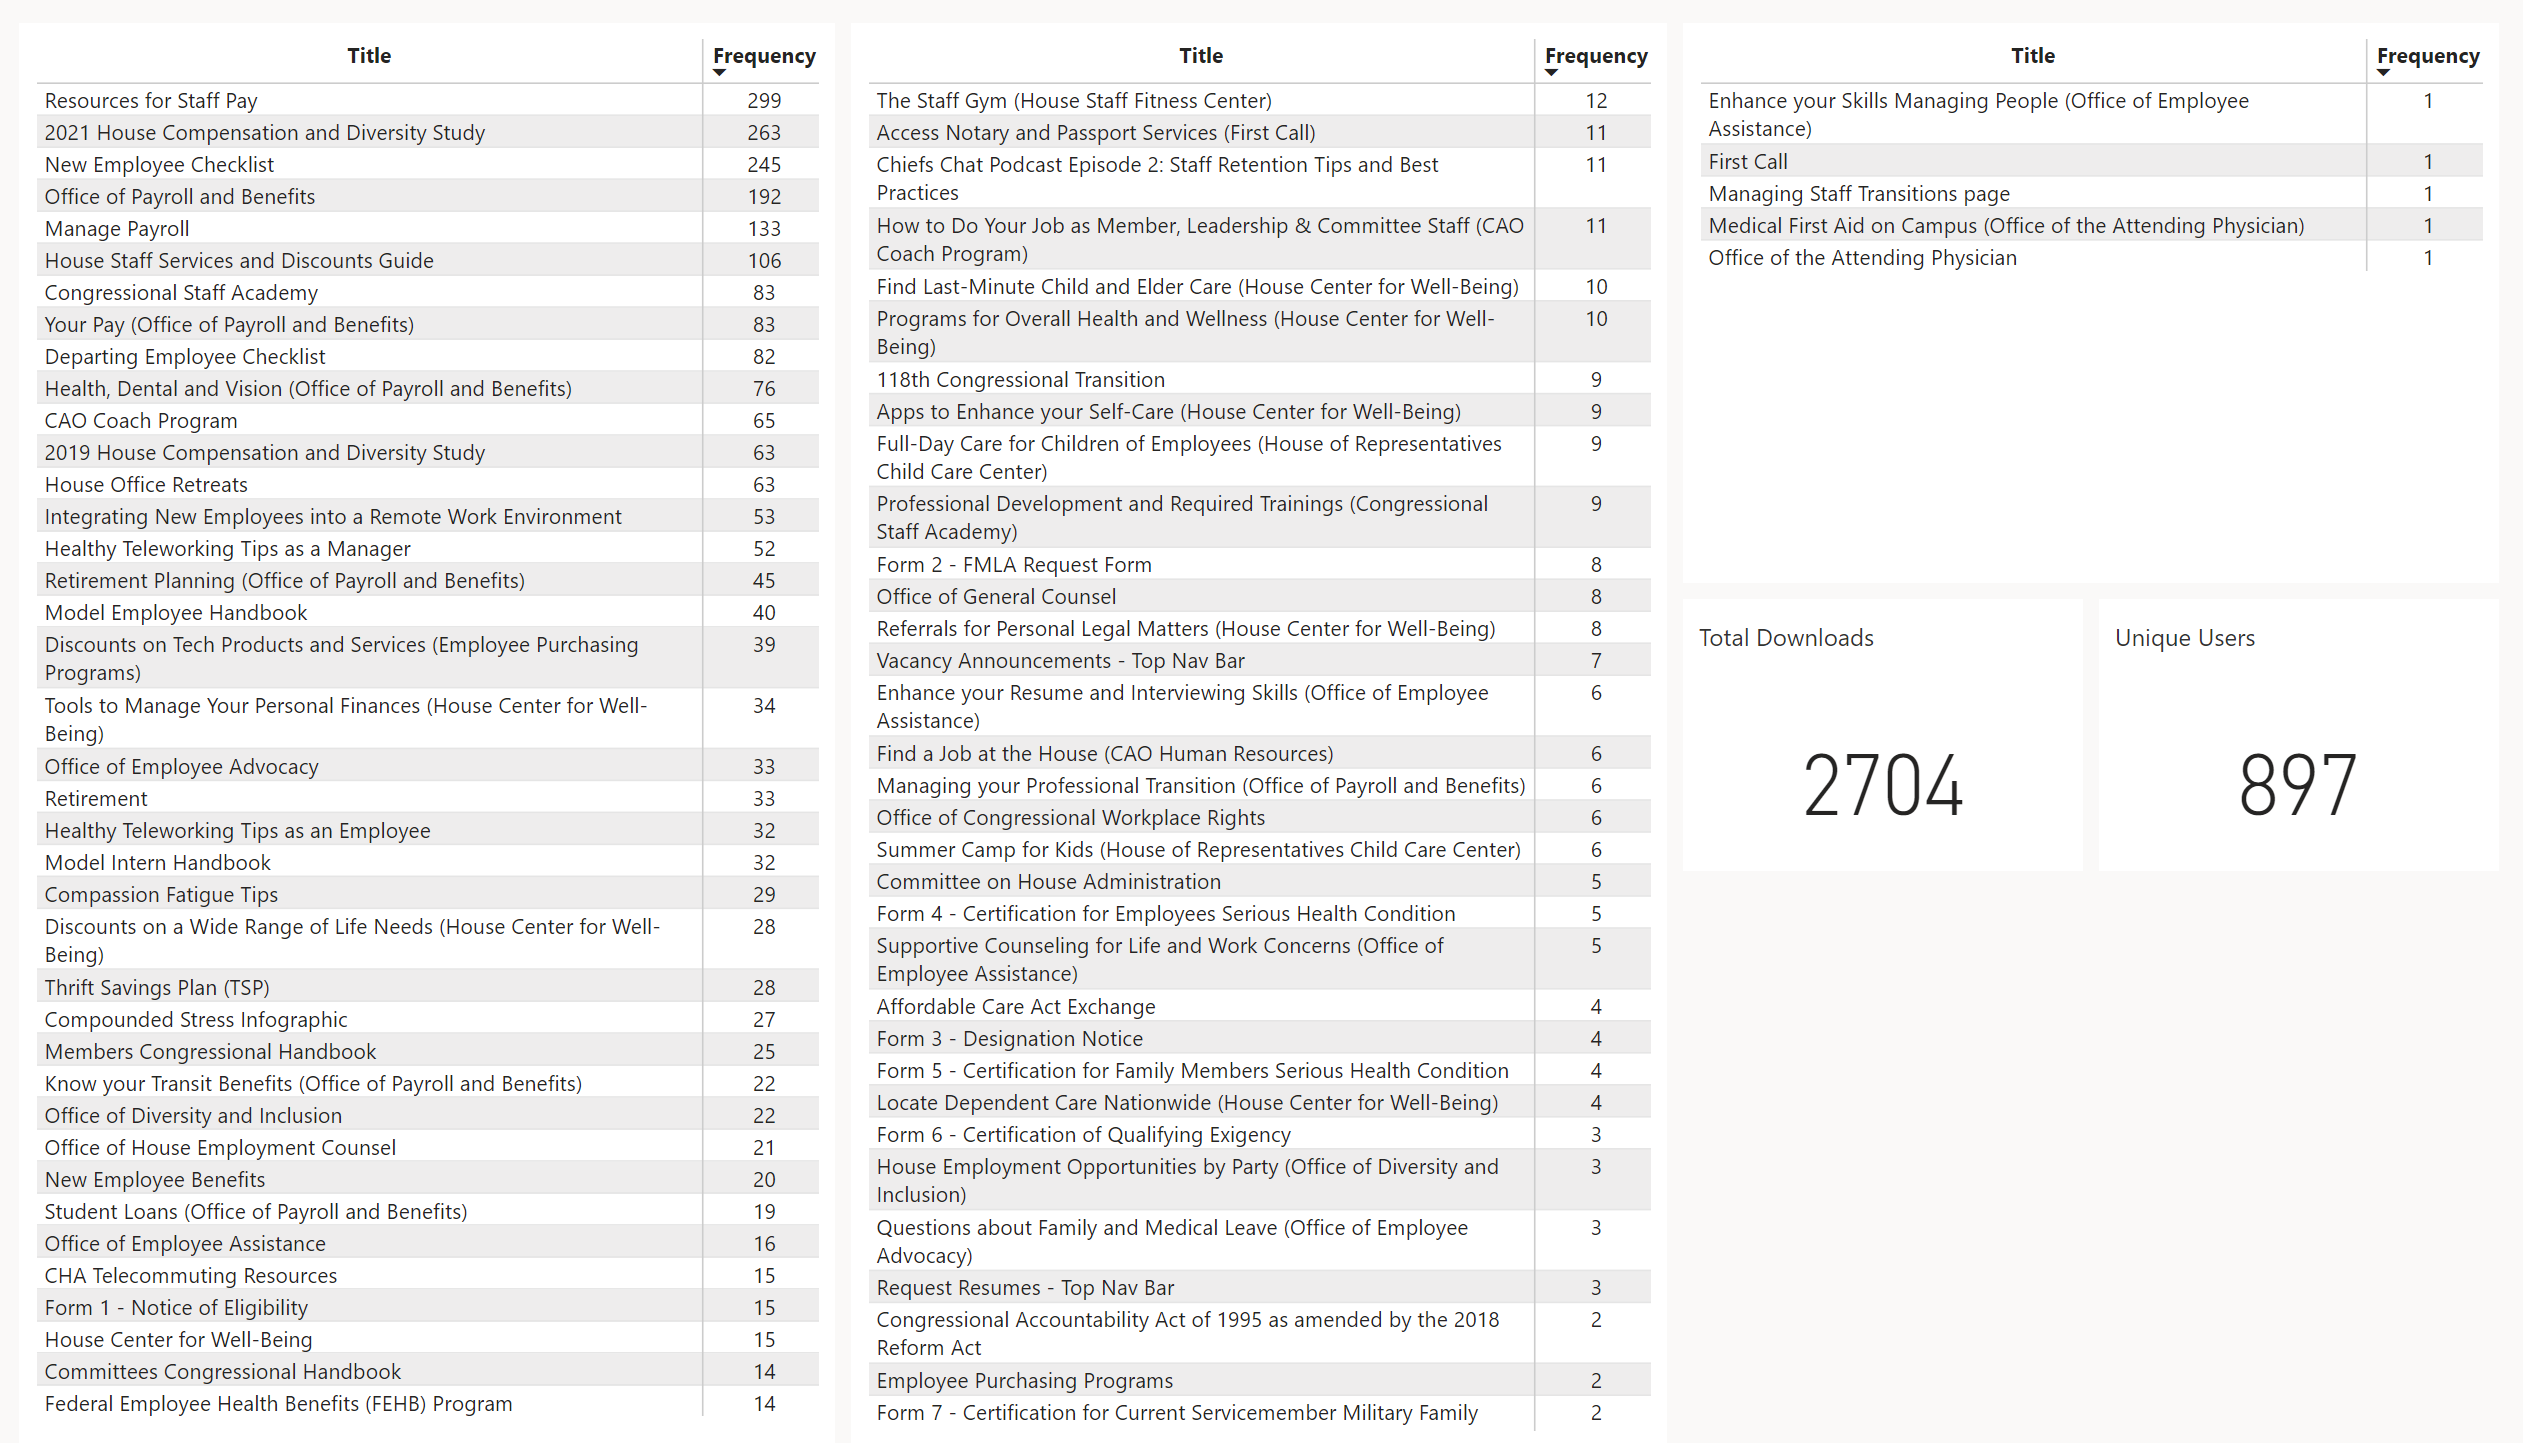 Title Frequency
Resources for Staff Pay 299
2021 House Compensation and Diversity Study 263
New Employee Checklist 245
Office of Payroll and Benefits 192
Manage Payroll 133
House Staff Services and Discounts Guide 106
Congressional Staff Academy 83
Your Pay (Office of Payroll and Benefits) 83
Departing Employee Checklist 82
Health, Dental and Vision (Office of Payroll and Benefits) 76
CAO Coach Program 65
2019 House Compensation and Diversity Study 63
House Office Retreats 63
Integrating New Employees into a Remote Work Environment 53
Healthy Teleworking Tips as a Manager 52
Retirement Planning (Office of Payroll and Benefits) 45
Model Employee Handbook 40
Discounts on Tech Products and Services (Employee Purchasing 39
Programs)
Tools to Manage Your Personal Finances (House Center for Well- 34
Being)
Office of Employee Advocacy 33
Retirement 33
Healthy Teleworking Tips as an Employee 32
Model Intern Handbook 32
Compassion Fatigue Tips 29
Discounts on a Wide Range of Life Needs (House Center for Well- 28
Being)
Thrift Savings Plan (TSP) 28
Compounded Stress Infographic 27
Members Congressional Handbook 25
Know your Transit Benefits (Office of Payroll and Benefits) 22
Office of Diversity and Inclusion 22
Office of House Employment Counsel 21
New Employee Benefits 20
Student Loans (Office of Payroll and Benefits) 19
Office of Employee Assistance 16
CHA Telecommuting Resources 15
Form 1 - Notice of Eligibility 15
House Center for Well-Being 15
Committees Congressional Handbook 14
Federal Employee Health Benefits (FEHB) Program 14
Title Frequency
The Staff Gym (House Staff Fitness Center) 12
Access Notary and Passport Services (First Call) 11
Chiefs Chat Podcast Episode 2: Staff Retention Tips and Best 11
Practices
How to Do Your Job as Member, Leadership & Committee Staff (CAO 11
Coach Program)
Find Last-Minute Child and Elder Care (House Center for Well-Being) 10
Programs for Overall Health and Wellness (House Center for Well- 10
Being)
118th Congressional Transition 9
Apps to Enhance your Self-Care (House Center for Well-Being) 9
Full-Day Care for Children of Employees (House of Representatives 9
Child Care Center)
Professional Development and Required Trainings (Congressional 9
Staff Academy)
Form 2 - FMLA Request Form 8
Office of General Counsel 8
Referrals for Personal Legal Matters (House Center for Well-Being) 8
Vacancy Announcements - Top Nav Bar 7
Enhance your Resume and Interviewing Skills (Office of Employee 6
Assistance)
Find a Job at the House (CAO Human Resources) 6
Managing your Professional Transition (Office of Payroll and Benefits) 6
Office of Congressional Workplace Rights 6
Summer Camp for Kids (House of Representatives Child Care Center) 6
Committee on House Administration 5
Form 4 - Certification for Employees Serious Health Condition 5
Supportive Counseling for Life and Work Concerns (Office of 5
Employee Assistance)
Affordable Care Act Exchange 4
Form 3 - Designation Notice 4
Form 5 - Certification for Family Members Serious Health Condition 4
Locate Dependent Care Nationwide (House Center for Well-Being) 4
Form 6 - Certification of Qualifying Exigency 3
House Employment Opportunities by Party (Office of Diversity and 3
Inclusion)
Questions about Family and Medical Leave (Office of Employee 3
Advocacy)
Request Resumes - Top Nav Bar 3
Congressional Accountability Act of 1995 as amended by the 2018 2
Reform Act
Employee Purchasing Programs 2
Form 7 - Certification for Current Servicemember Military Family 2
Title Frequency
Enhance your Skills Managing People (Office of Employee 1
Assistance)
First Call 1
Managing Staff Transitions page 1
Medical First Aid on Campus (Office of the Attending Physician) 1
Office of the Attending Physician 1
Total Downloads
2704
Unique Users
897